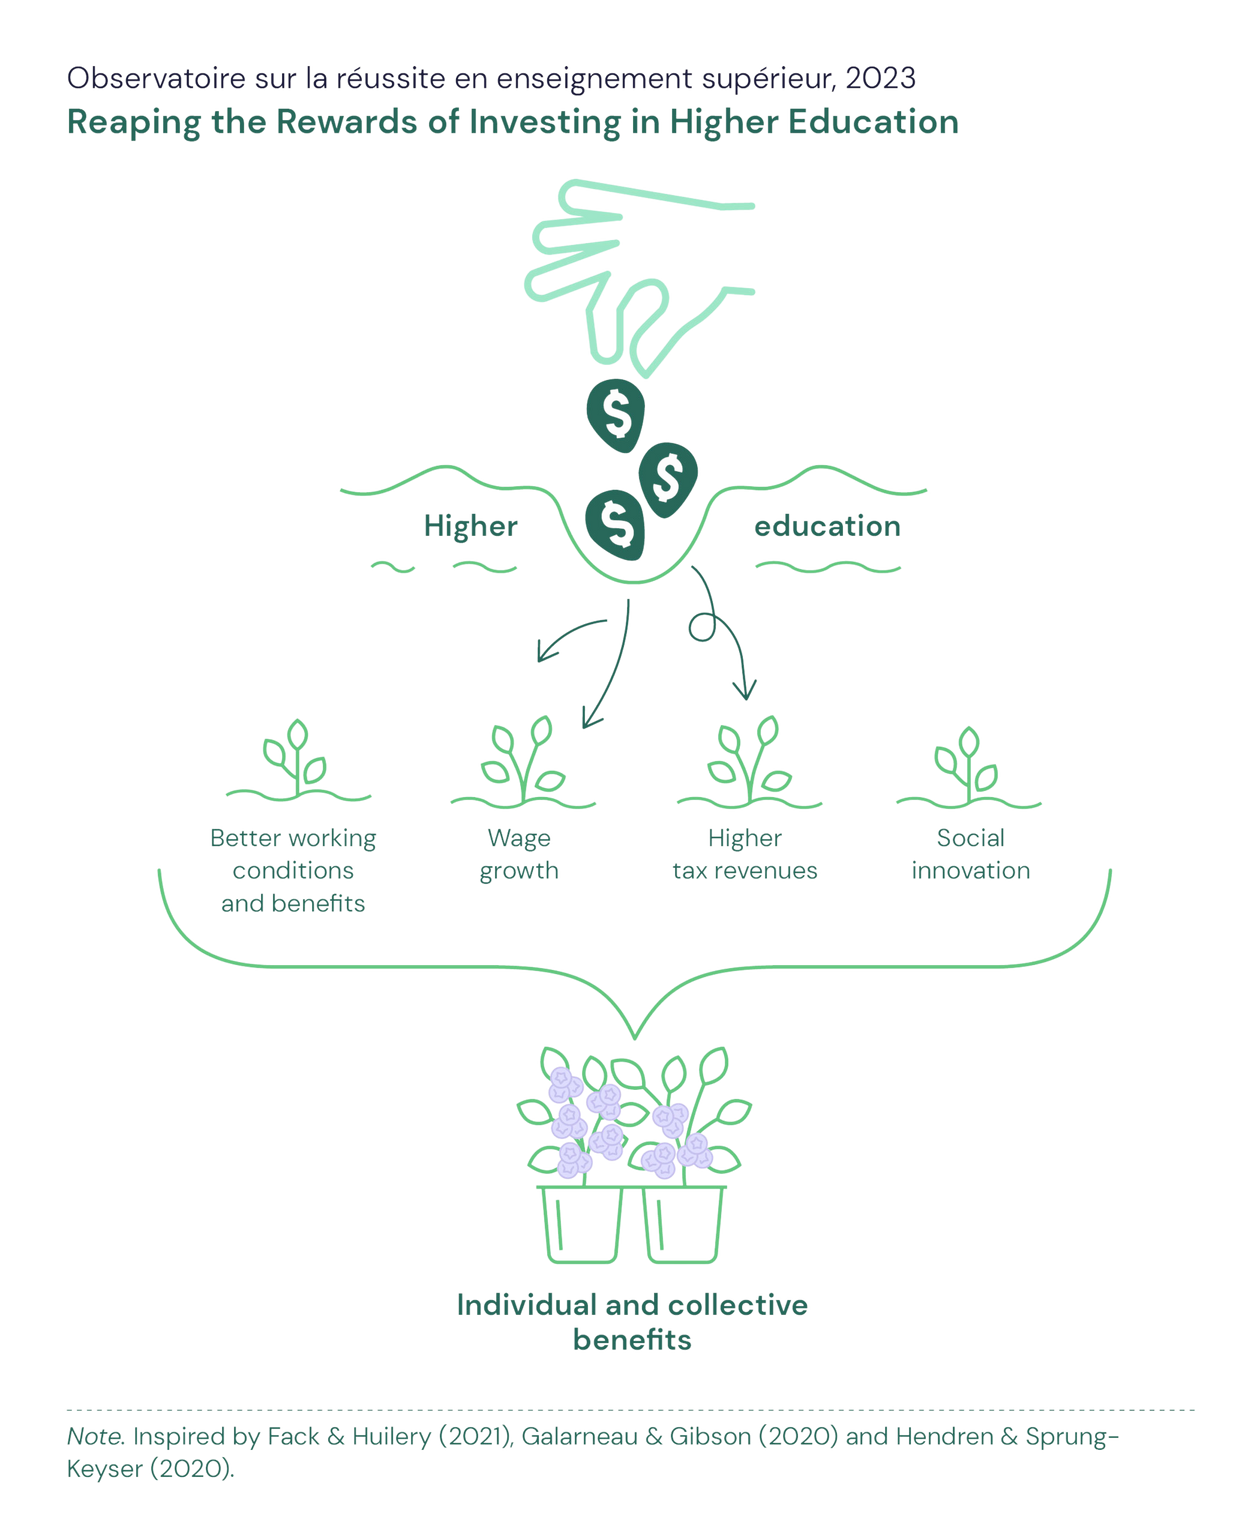 Observatoire sur la réussite en enseignement supérieur, 2023
Reaping the Rewards of Investing in Higher Education
$
$
$
Higher education
Better working
conditions
and benefits
Wage
growth
Higher
tax revenues
Social
innovation
Individual and collective
benefits
Note. Inspired by Fack & Huilery (2021), Galarneau & Gibson (2020) and Hendren & Sprung-
Keyser (2020).